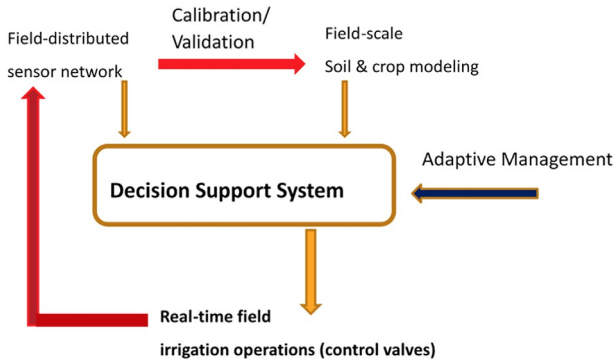 Calibration/
Validation
Field-distributed
sensor network
Field-scale
Soil & crop modeling
Adaptive Management
Decision Support System
Real-time field
irrigation operations (control valves)